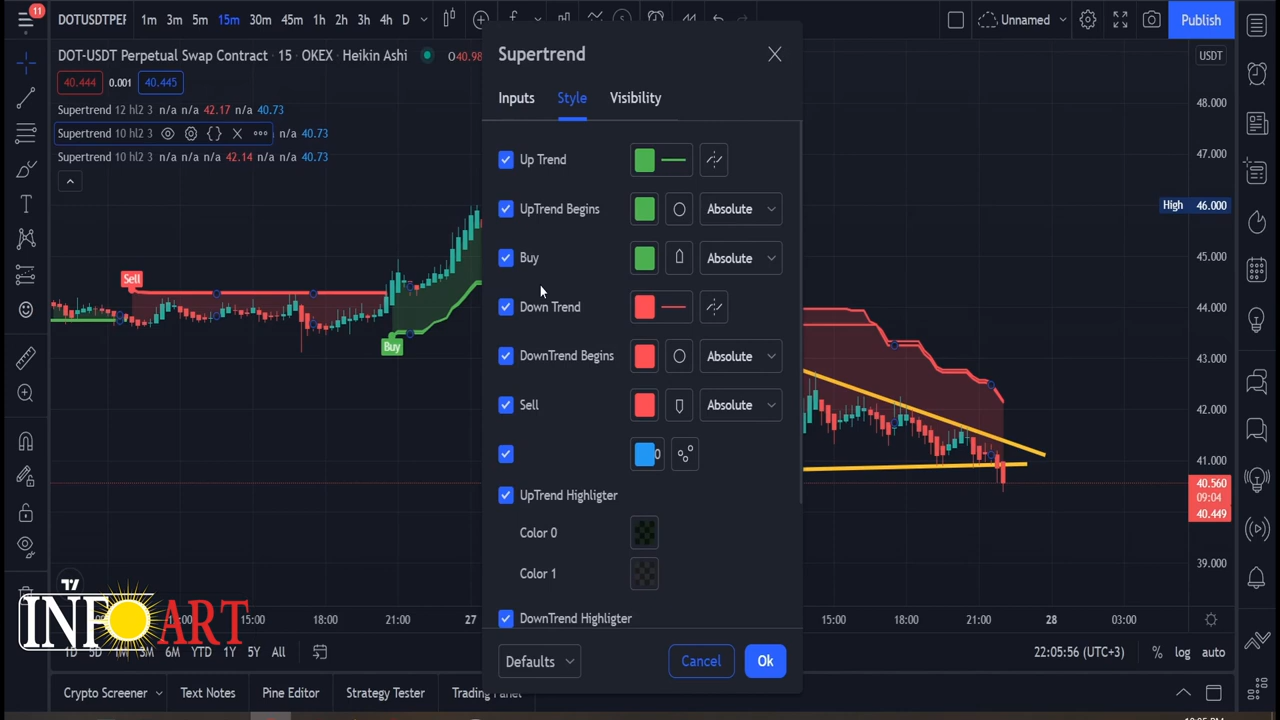 11
DOTUSDTPERP
1m 3m 5m 15m 30m 45m 1h 2h 3h 4h D
Unnamed
Publish
DOT-USDT Perpetual Swap Contract · 15 · OKEX · Heikin Ashi
USDT
40.444 0.001 40.445
Supertrend 12 hl2 3 n/a n/a 42.17 n/a 40.73
Supertrend 10 hl2 3 n/a 40.73
Supertrend 10 hl2 3 n/a n/a 42.14 n/a 40.73
Sell
Buy
Supertrend
Inputs Style Visibility
Up Trend
UpTrend Begins Absolute
Buy Absolute
Down Trend
DownTrend Begins Absolute
Sell Absolute
0
UpTrend Highligter
Color 0
Color 1
DownTrend Highligter
Defaults Cancel Ok
48.000
47.000
High 46.000
45.000
44.000
43.000
42.000
41.000
40.560
09:04
40.449
39.000
15:00 18:00 21:00 27 15:00 18:00 21:00 28 03:00
INFOART
1D 5D 1M 3M 6M YTD 1Y 5Y All
22:05:56 (UTC+3) % log auto
Crypto Screener Text Notes Pine Editor Strategy Tester Trading Panel